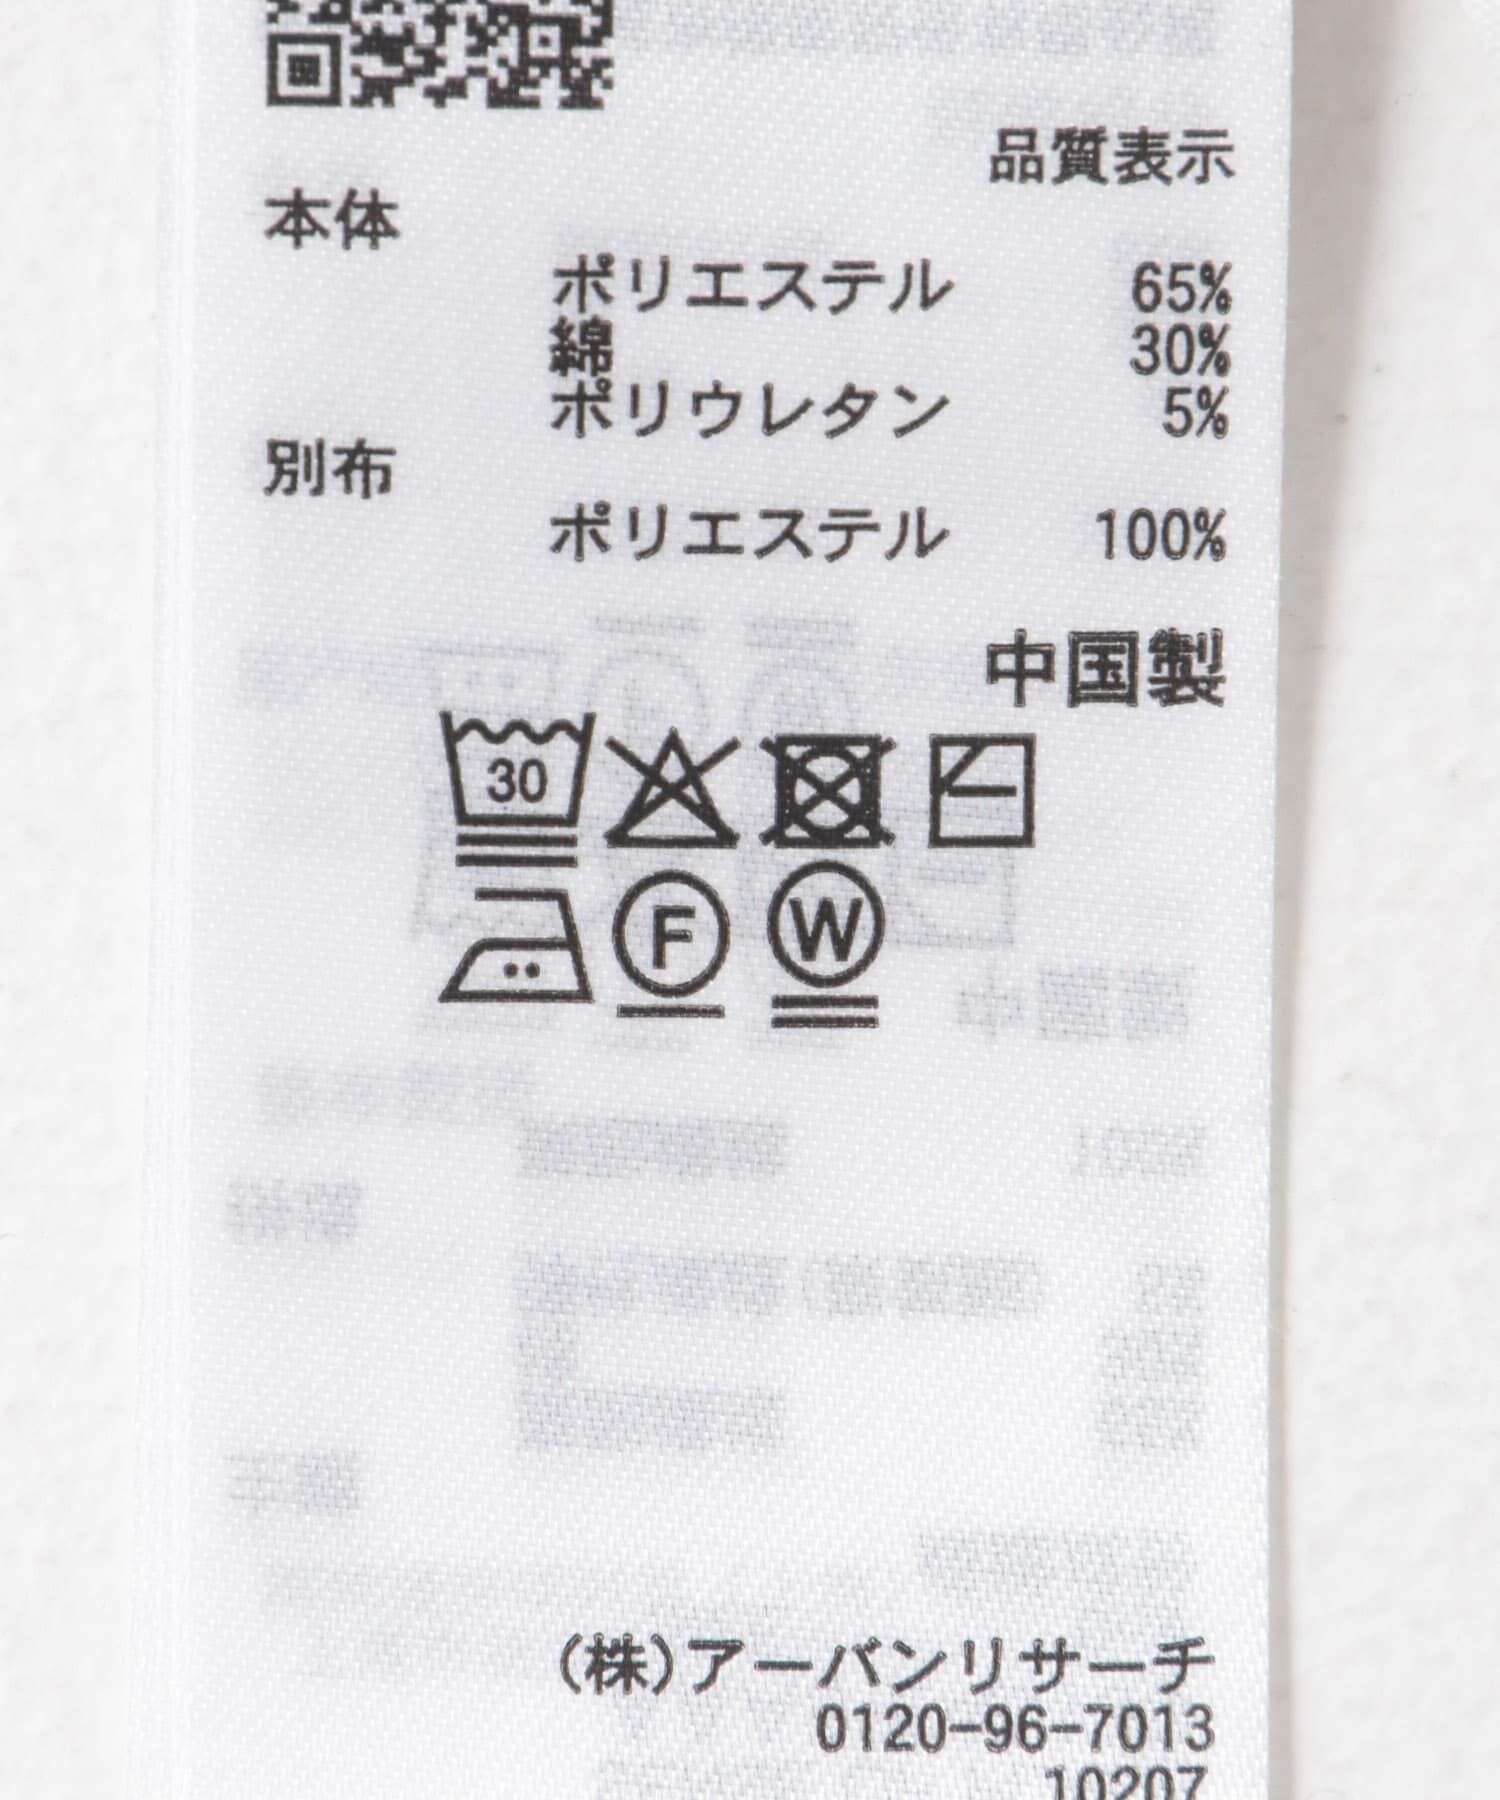 品質表示
本体
ポリエステル 65%
綿 30%
ポリウレタン 5%
別布
ポリエステル 100%
中国製
30
F W
(株)アーバンリサーチ
0120-96-7013
10207